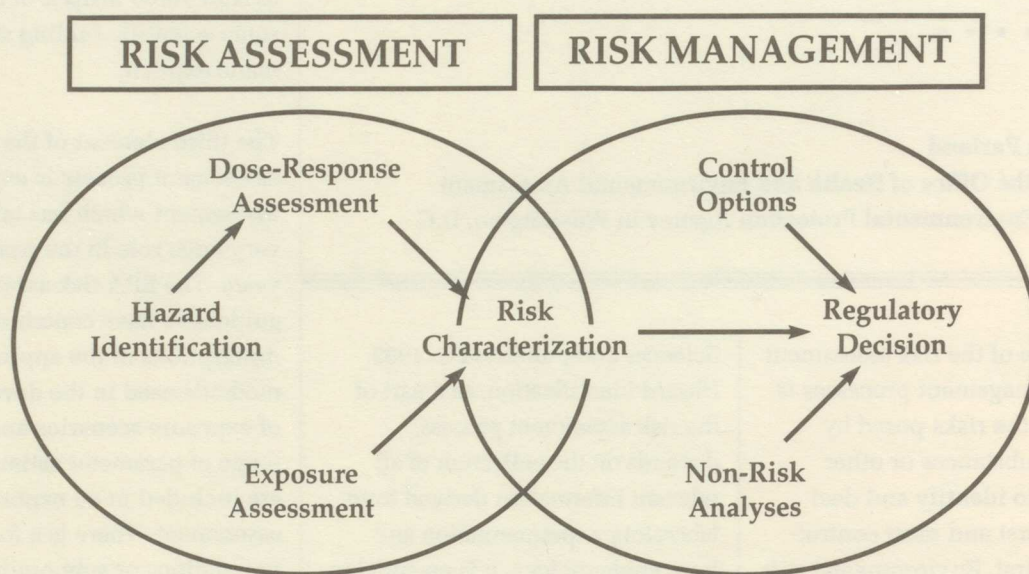 RISK ASSESSMENT
RISK MANAGEMENT
Dose-Response
Assessment
Control
Options
Hazard
Identification
Risk
Characterization
Regulatory
Decision
Exposure
Assessment
Non-Risk
Analyses